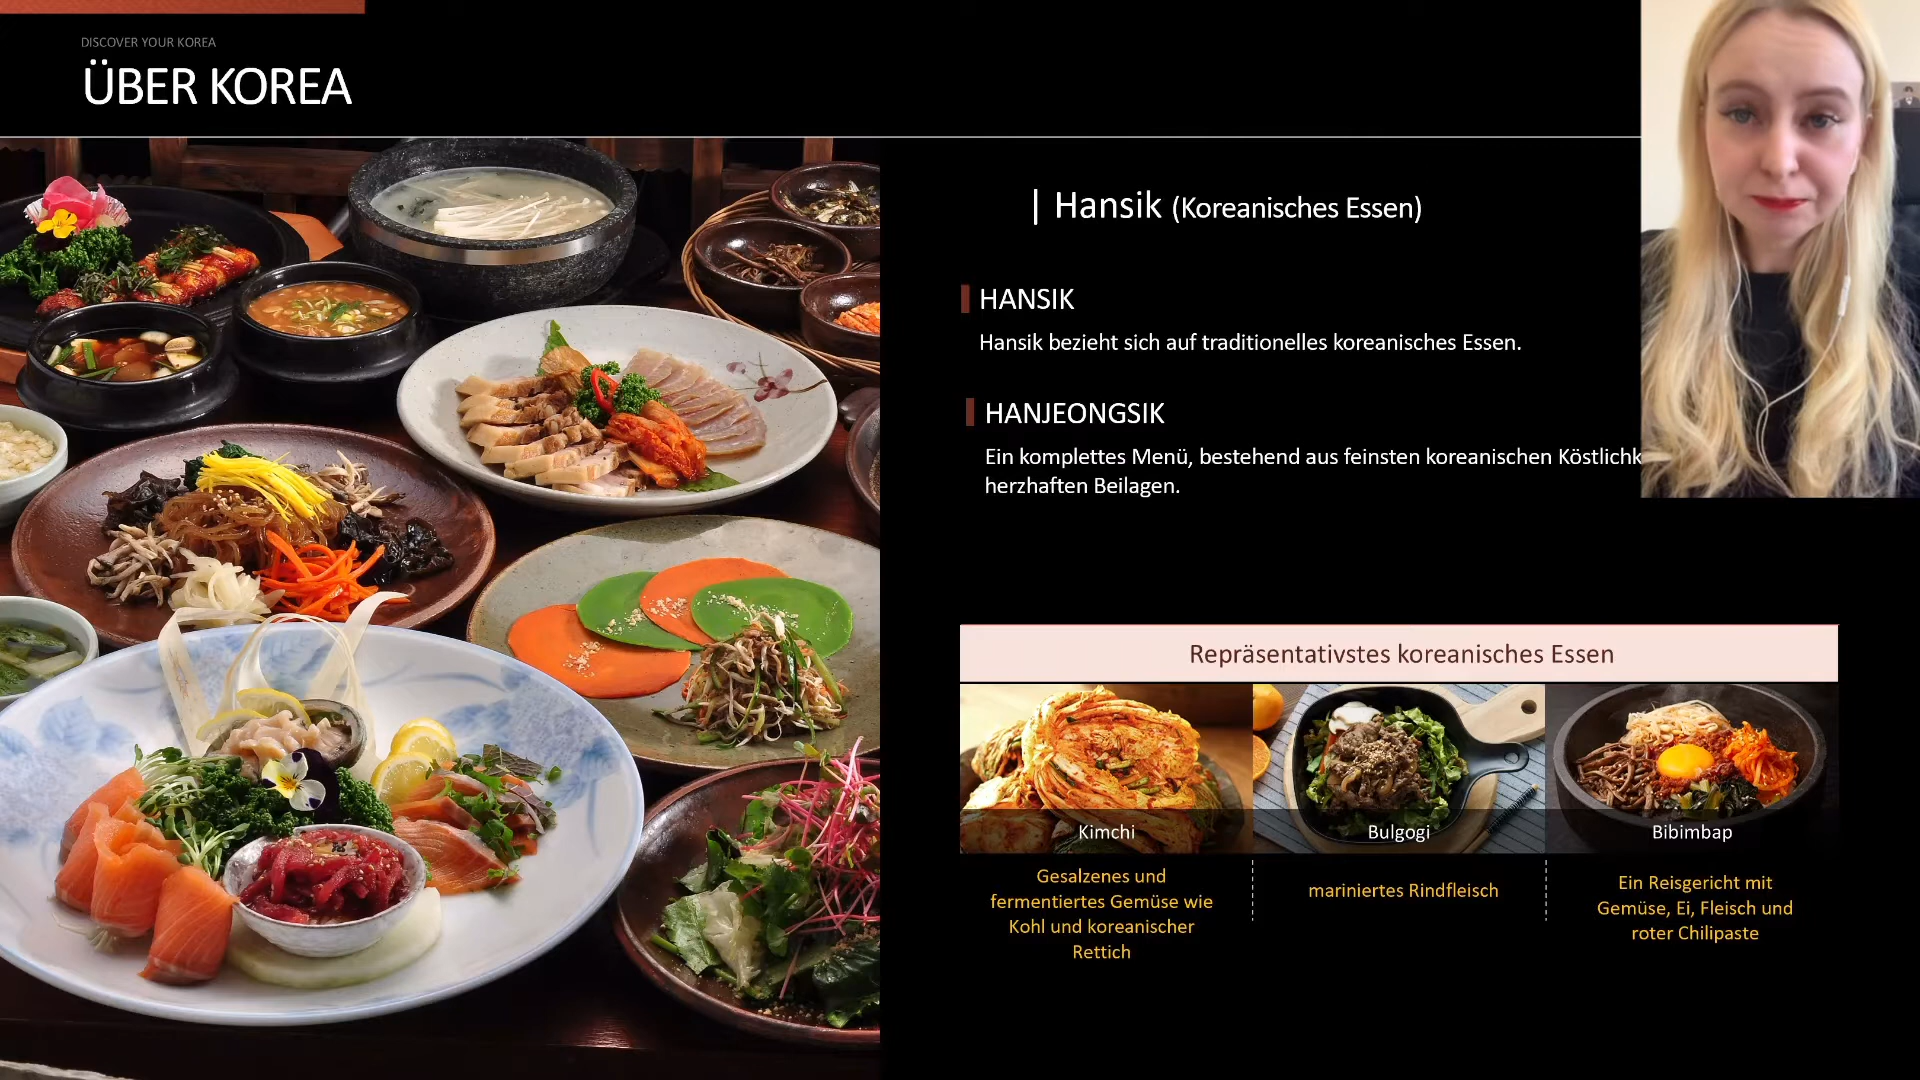 DISCOVER YOUR KOREA
ÜBER KOREA
| Hansik (Koreanisches Essen)
HANSIK
Hansik bezieht sich auf traditionelles koreanisches Essen.
HANJEONGSIK
Ein komplettes Menü, bestehend aus feinsten koreanischen Köstlichk
herzhaften Beilagen.
Repräsentativstes koreanisches Essen
Kimchi
Bulgogi
Bibimbap
Gesalzenes und
fermentiertes Gemüse wie
Kohl und koreanischer
Rettich
mariniertes Rindfleisch
Ein Reisgericht mit
Gemüse, Ei, Fleisch und
roter Chilipaste